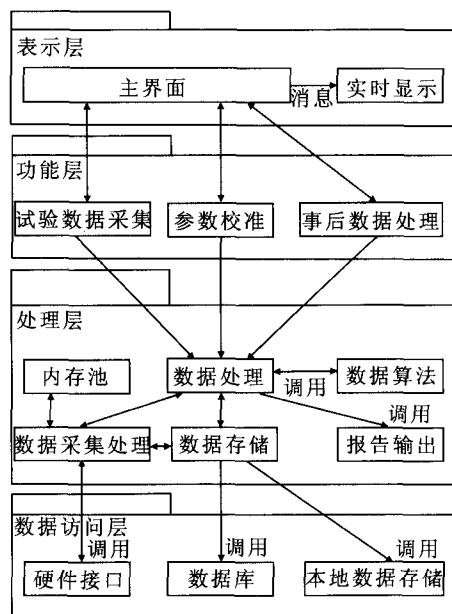 表示层
主界面
消息
实时显示
功能层
试验数据采集
参数校准
事后数据处理
处理层
内存池
数据处理
调用
数据算法
调用
数据采集处理
数据存储
报告输出
数据访问层
调用
调用
调用
硬件接口
数据库
本地数据存储